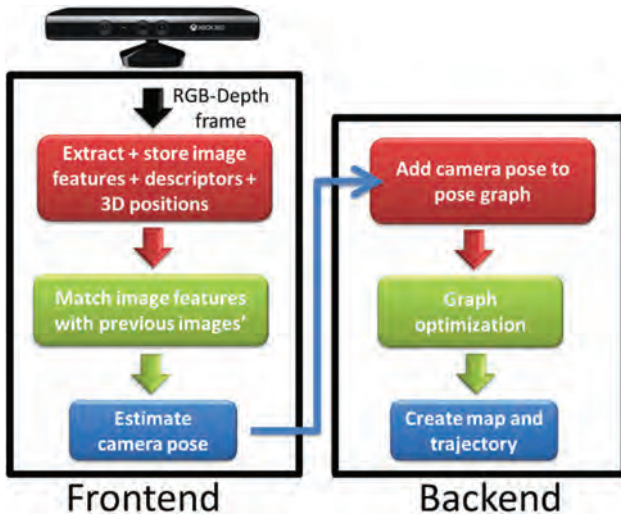 XBOX 360
RGB-Depth
frame
Extract + store image
features + descriptors +
3D positions
Match image features
with previous images'
Estimate
camera pose
Frontend
Add camera pose to
pose graph
Graph
optimization
Create map and
trajectory
Backend